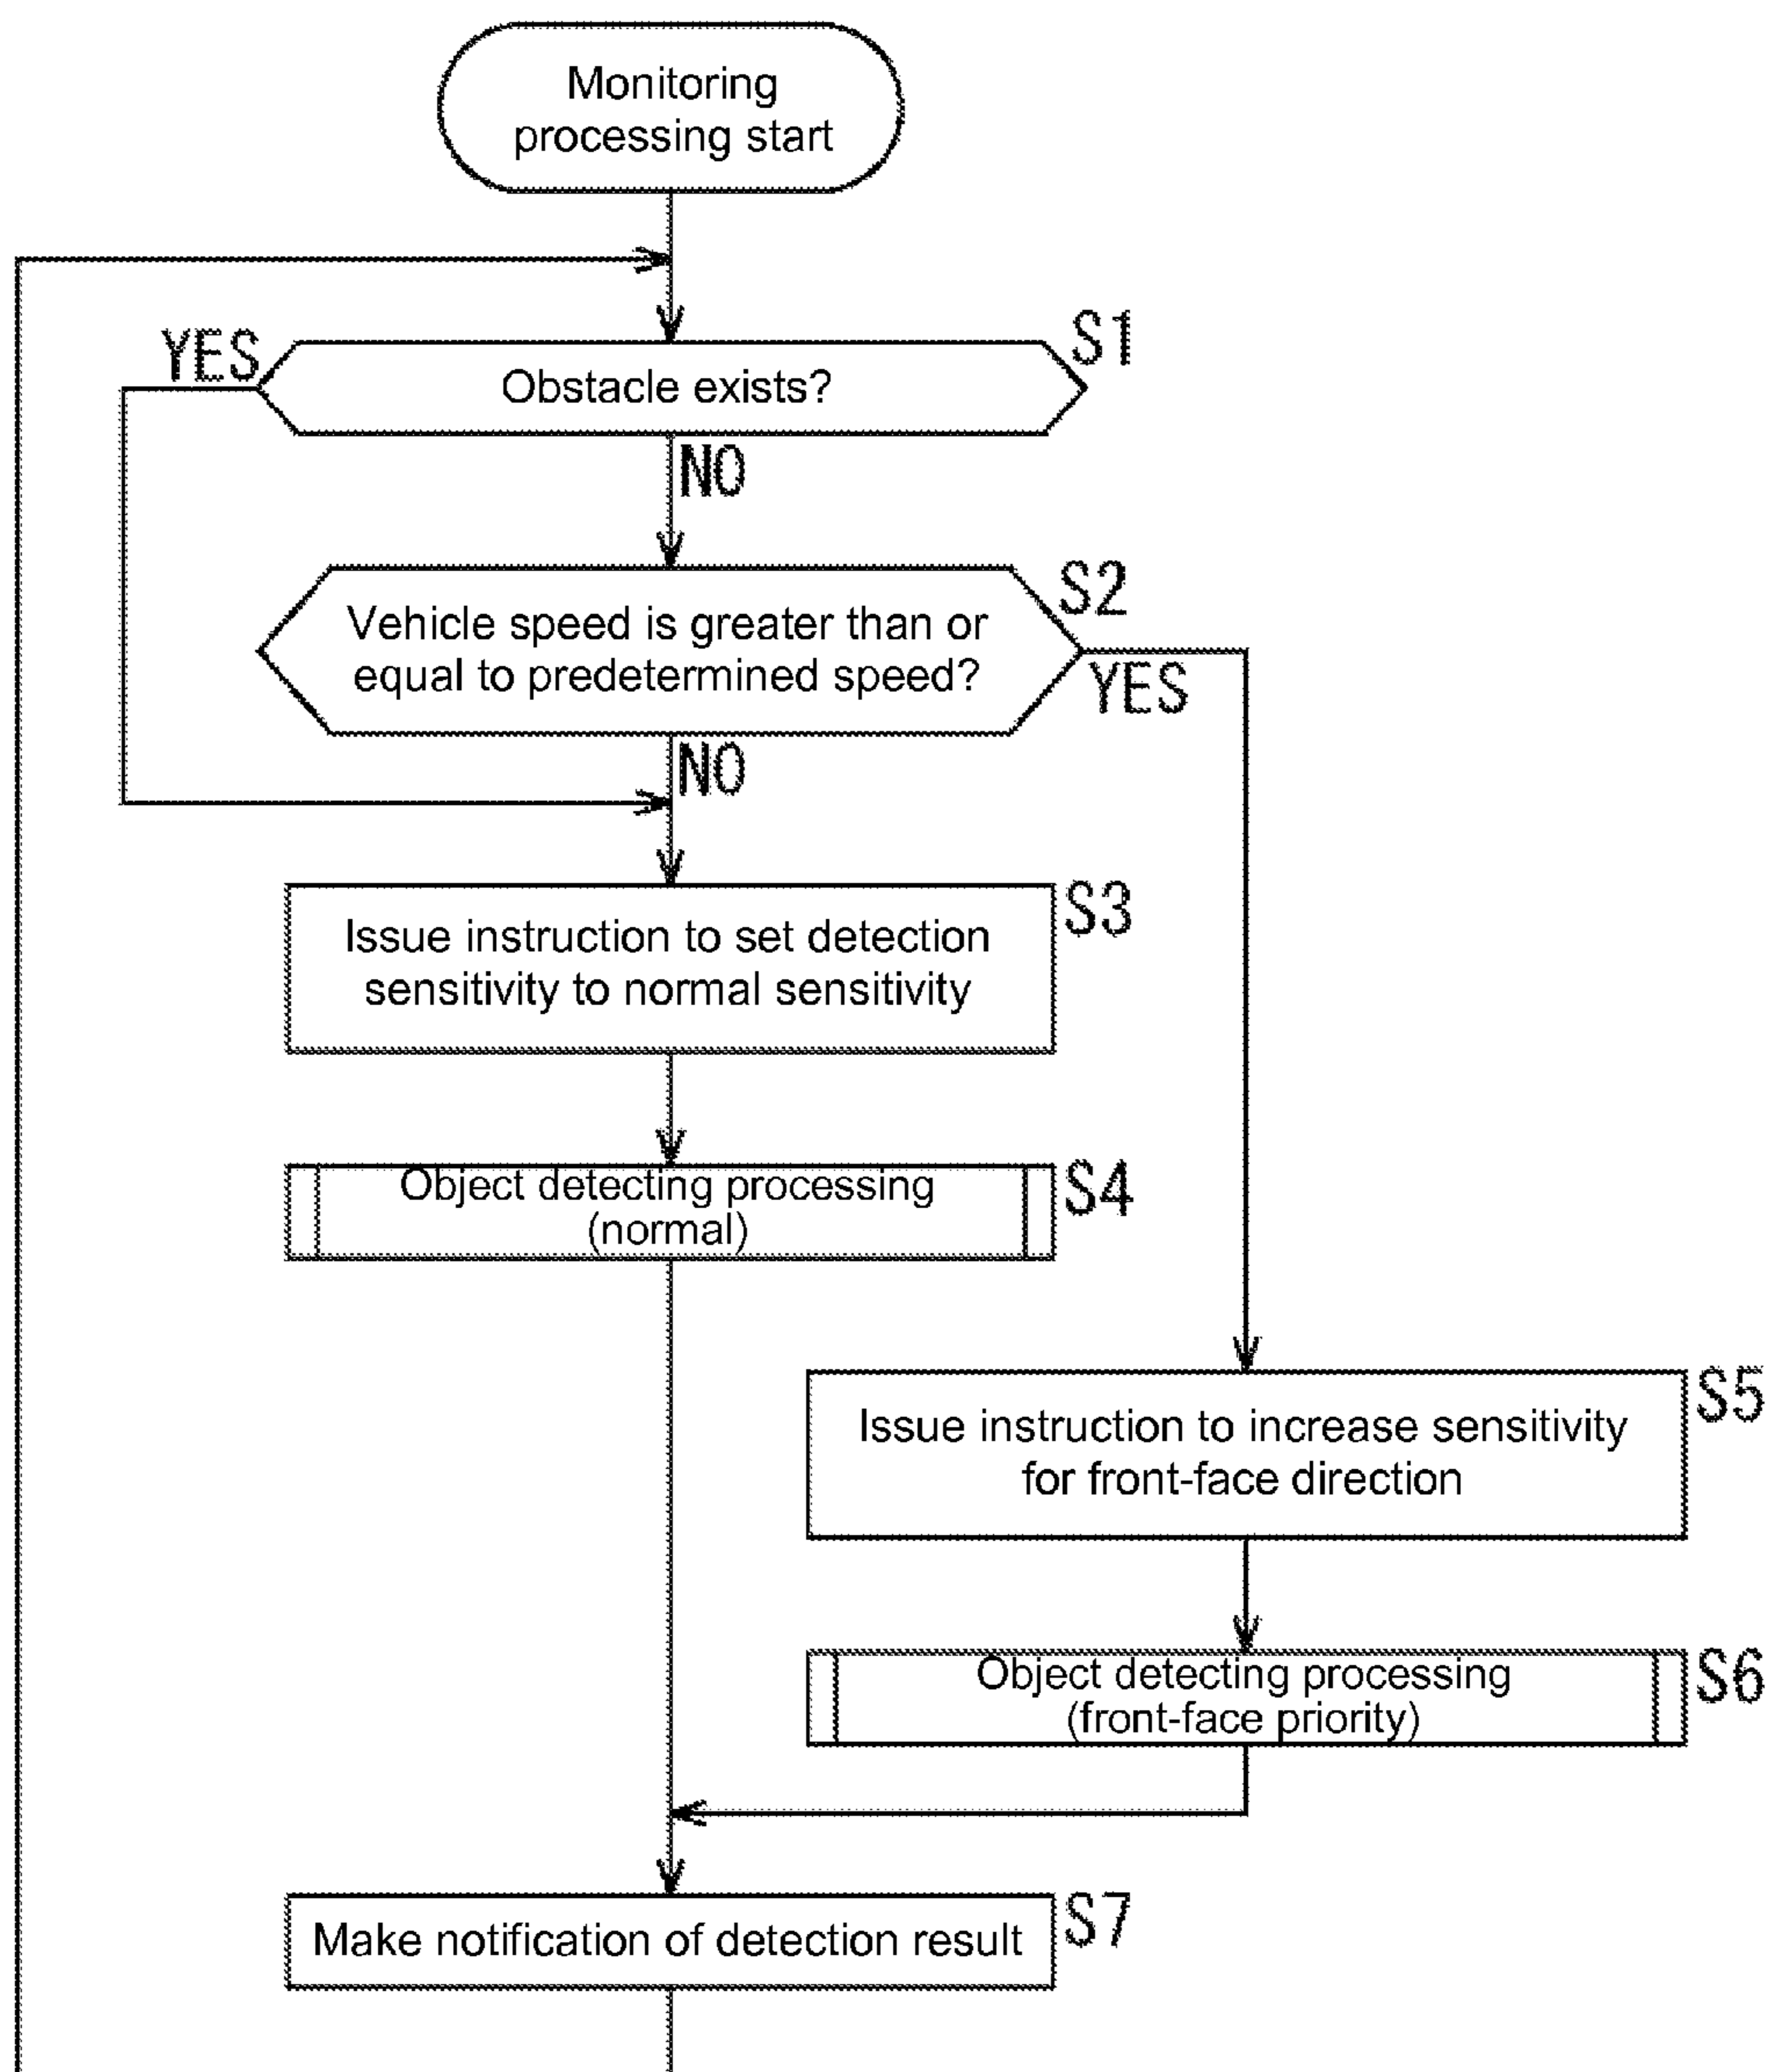 Monitoring
processing start
YES
S1
Obstacle exists?
NO
S2
Vehicle speed is greater than or
equal to predetermined speed?
YES
NO
S3
Issue instruction to set detection
sensitivity to normal sensitivity
S4
Object detecting processing
(normal)
S5
Issue instruction to increase sensitivity
for front-face direction
S6
Object detecting processing
(front-face priority)
S7
Make notification of detection result